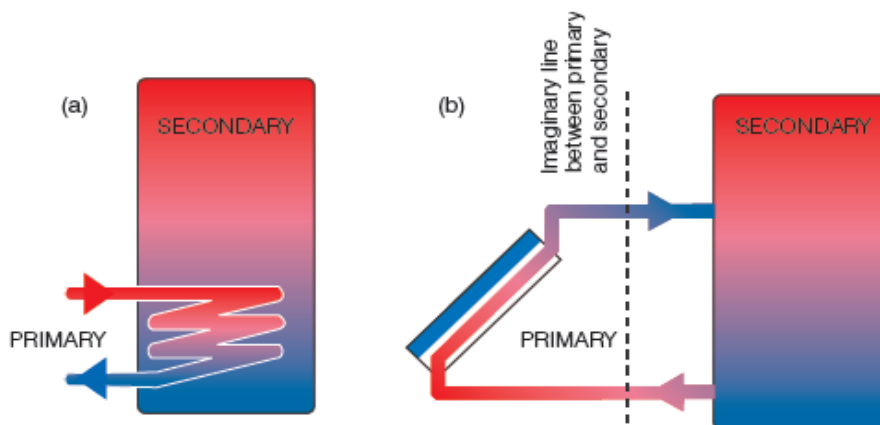 (a)
SECONDARY
PRIMARY
(b)
Imaginary line
between primary
and secondary
SECONDARY
PRIMARY